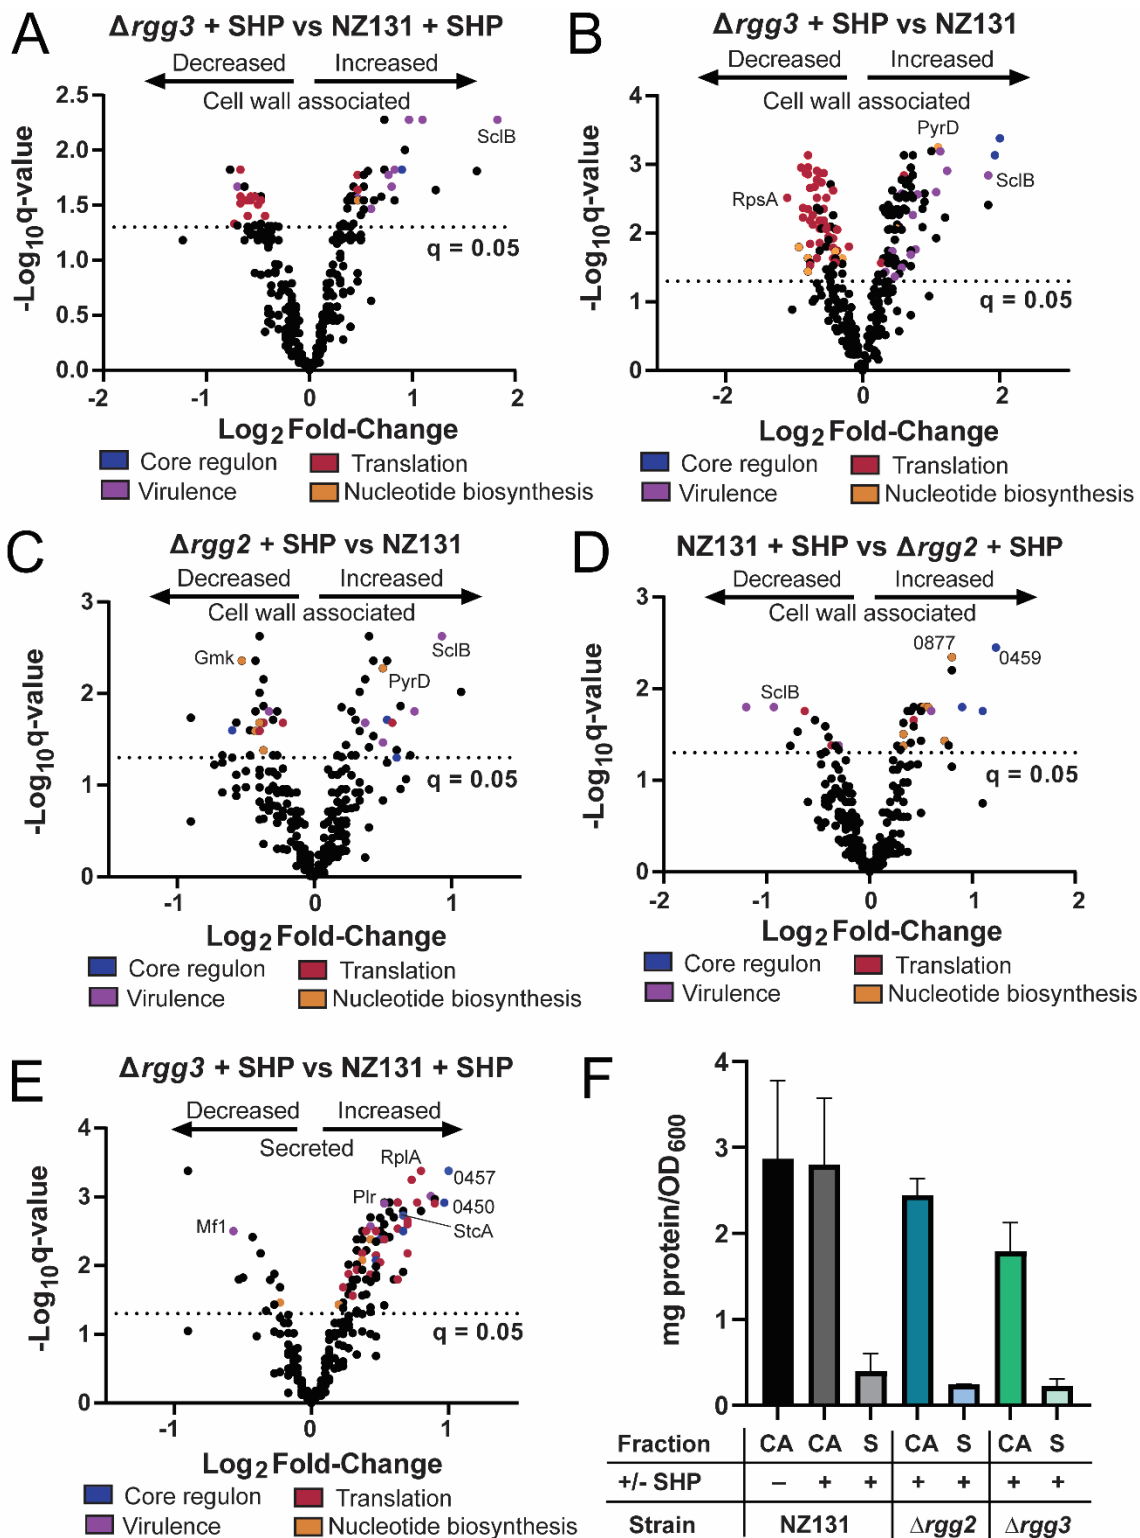 A
Δrgg3 + SHP vs NZ131 + SHP
Decreased Increased
Cell wall associated
2.5
2.0
1.5
1.0
0.5
0.0
-Log10q-value
SclB
q = 0.05
-2 -1 0 1 2
Log2 Fold-Change
Core regulon Translation
Virulence Nucleotide biosynthesis
B
Δrgg3 + SHP vs NZ131
Decreased Increased
Cell wall associated
4
3
2
1
0
-Log10q-value
PyrD
SclB
RpsA
q = 0.05
-2 0 2
Log2 Fold-Change
Core regulon Translation
Virulence Nucleotide biosynthesis
C
Δrgg2 + SHP vs NZ131
Decreased Increased
Cell wall associated
3
2
1
0
-Log10q-value
Gmk
SclB
PyrD
q = 0.05
-1 0 1
Log2 Fold-Change
Core regulon Translation
Virulence Nucleotide biosynthesis
D
NZ131 + SHP vs Δrgg2 + SHP
Decreased Increased
Cell wall associated
3
2
1
0
-Log10q-value
0877
0459
SclB
q = 0.05
-2 -1 0 1 2
Log2 Fold-Change
Core regulon Translation
Virulence Nucleotide biosynthesis
E
Δrgg3 + SHP vs NZ131 + SHP
Decreased Increased
Secreted
4
3
2
1
0
-Log10q-value
RplA
0457
Plr
0450
StcA
Mf1
q = 0.05
-1 0 1
Log2 Fold-Change
Core regulon Translation
Virulence Nucleotide biosynthesis
F
4
3
2
1
0
mg protein/OD600
Fraction CA CA S CA S CA S
+/- SHP – + + + + + +
Strain NZ131 Δrgg2 Δrgg3